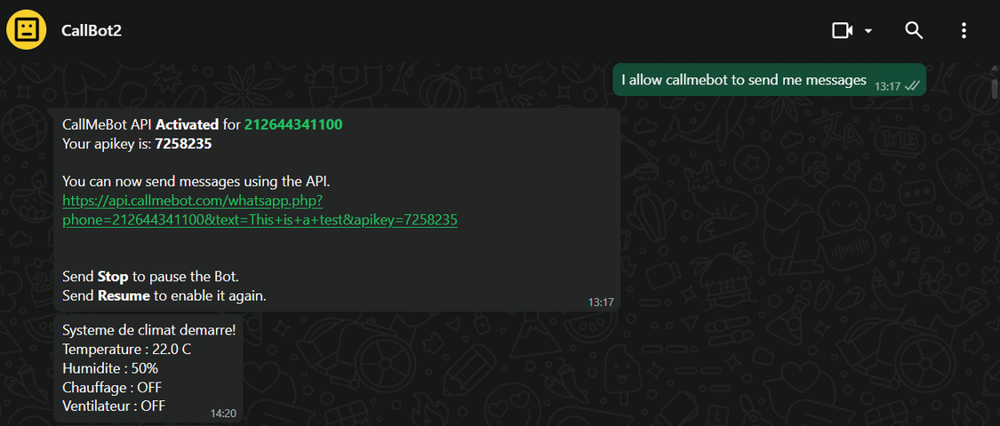 CallBot2
I allow callmebot to send me messages
13:17
CallMeBot API Activated for 212644341100
Your apikey is: 7258235
You can now send messages using the API.
https://api.callmebot.com/whatsapp.php?
phone=212644341100&text=This+is+a+test&apikey=7258235
Send Stop to pause the Bot.
Send Resume to enable it again.
13:17
Systeme de climat demarre!
Temperature : 22.0 C
Humidite : 50%
Chauffage : OFF
Ventilateur : OFF
14:20